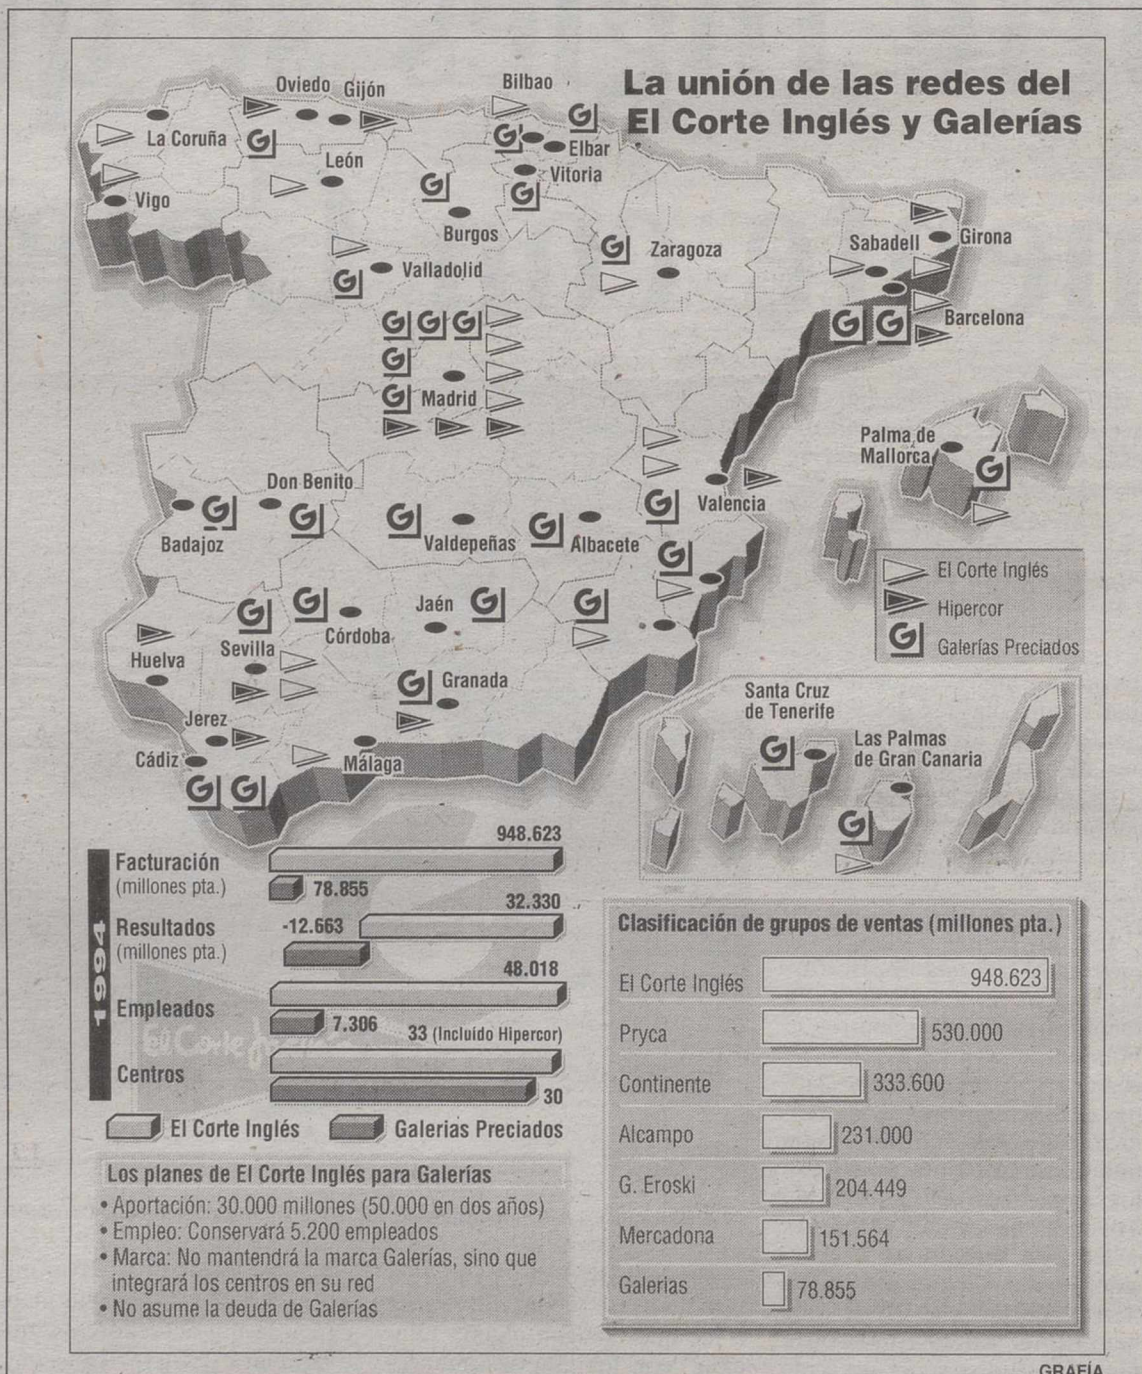 La unión de las redes del
El Corte Inglés y Galerías
Oviedo
Gijón
Bilbao
La Coruña
León
Elbar
Vitoria
Vigo
Burgos
Valladolid
Zaragoza
Sabadell
Girona
Barcelona
Madrid
Palma de
Mallorca
Don Benito
Valencia
Badajoz
Valdepeñas
Albacete
El Corte Inglés
Hipercor
Galerías Preciados
Jaén
Córdoba
Sevilla
Huelva
Granada
Jerez
Cádiz
Málaga
Santa Cruz
de Tenerife
Las Palmas
de Gran Canaria
1994
Facturación
(millones pta.)
948.623
78.855
Resultados
(millones pta.)
32.330
-12.663
Empleados
48.018
7.306
Centros
33 (Incluído Hipercor)
30
El Corte Inglés
Galerias Preciados
Los planes de El Corte Inglés para Galerías
• Aportación: 30.000 millones (50.000 en dos años)
• Empleo: Conservará 5.200 empleados
• Marca: No mantendrá la marca Galerías, sino que
integrará los centros en su red
• No asume la deuda de Galerías
Clasificación de grupos de ventas (millones pta.)
El Corte Inglés 948.623
Pryca 530.000
Continente 333.600
Alcampo 231.000
G. Eroski 204.449
Mercadona 151.564
Galerias 78.855
GRAFÍA